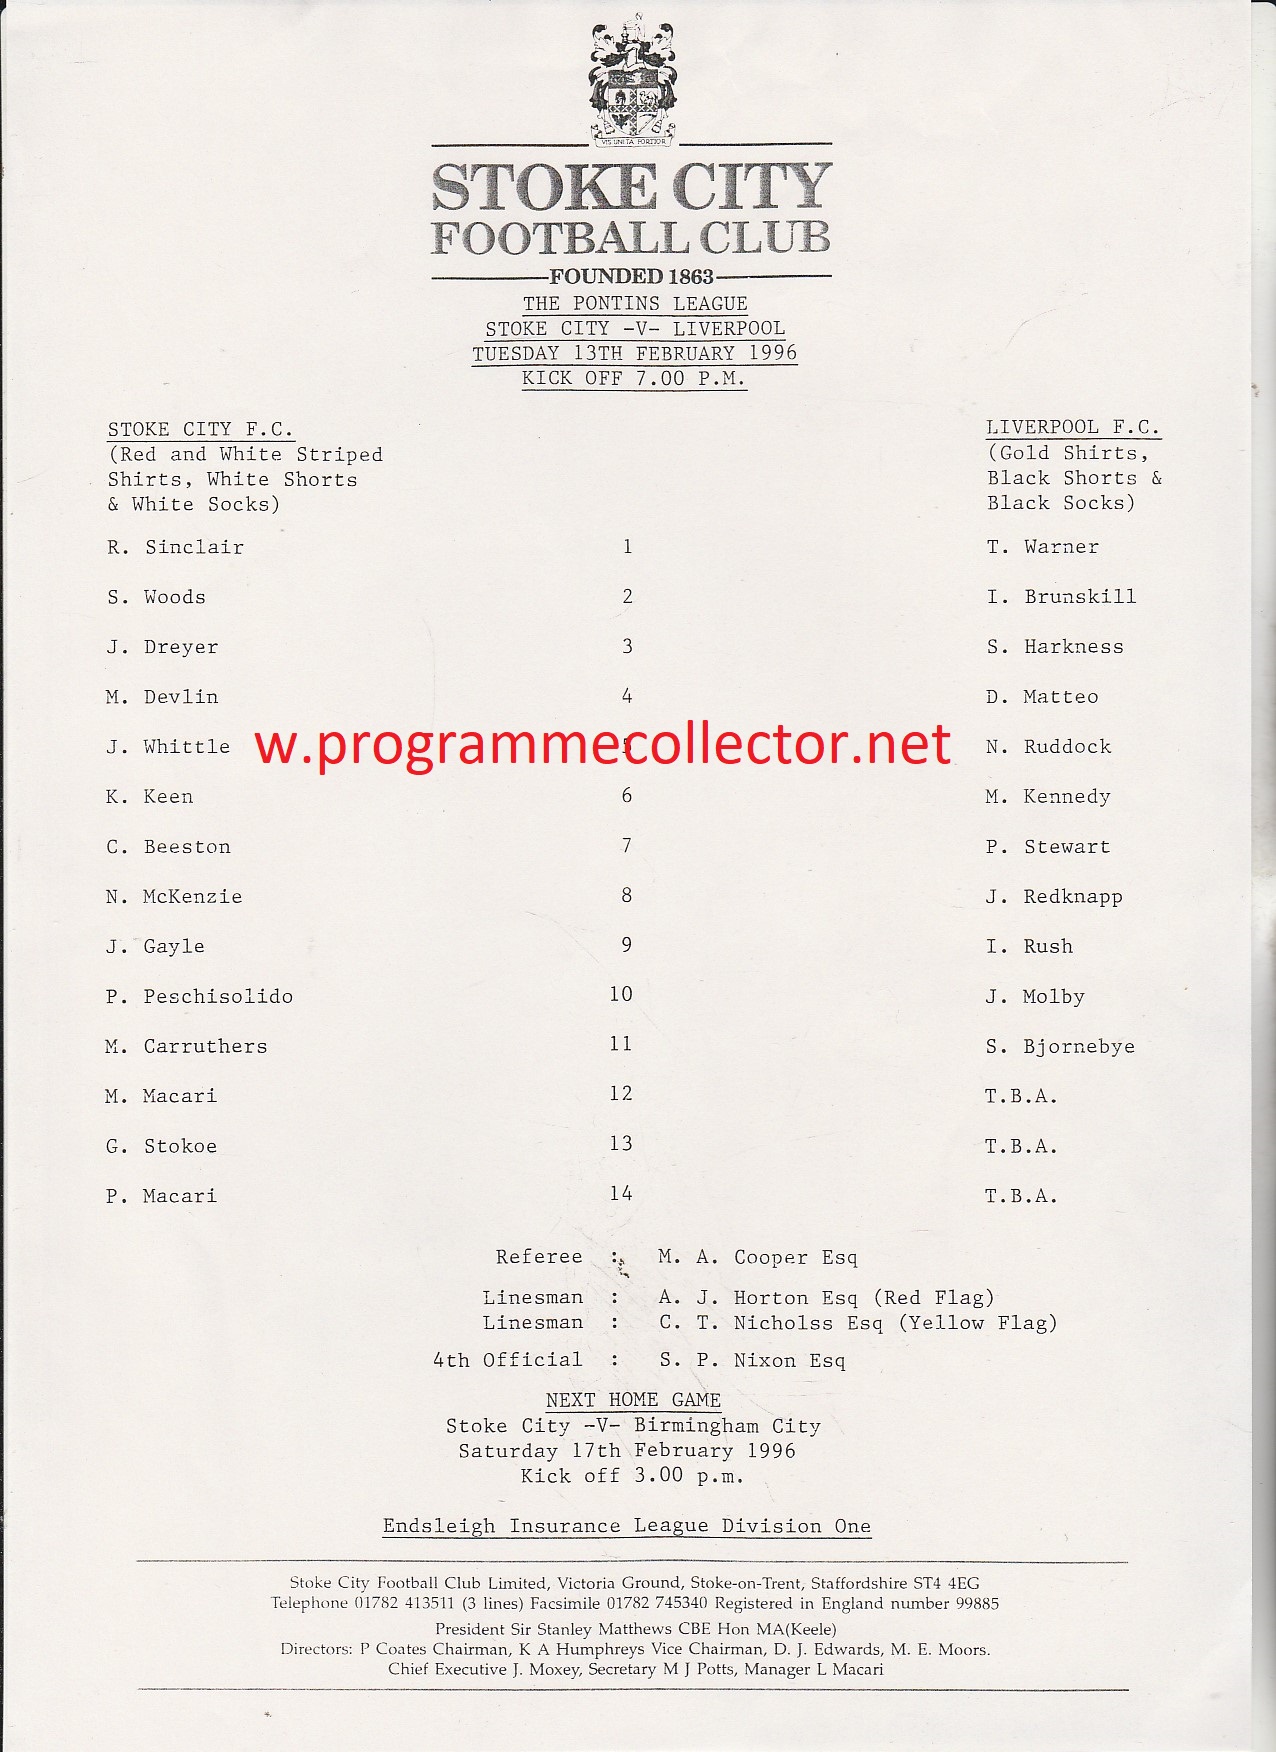 VIS UNITA FORTIOR
STOKE CITY
FOOTBALL CLUB
FOUNDED 1863
THE PONTINS LEAGUE
STOKE CITY -V- LIVERPOOL
TUESDAY 13TH FEBRUARY 1996
KICK OFF 7.00 P.M.
STOKE CITY F.C. LIVERPOOL F.C.
(Red and White Striped (Gold Shirts,
Shirts, White Shorts Black Shorts &
& White Socks) Black Socks)
R. Sinclair 1 T. Warner
S. Woods 2 I. Brunskill
J. Dreyer 3 S. Harkness
M. Devlin 4 D. Matteo
J. Whittle 5 N. Ruddock
w.programmecollector.net
K. Keen 6 M. Kennedy
C. Beeston 7 P. Stewart
N. McKenzie 8 J. Redknapp
J. Gayle 9 I. Rush
P. Peschisolido 10 J. Molby
M. Carruthers 11 S. Bjornebye
M. Macari 12 T.B.A.
G. Stokoe 13 T.B.A.
P. Macari 14 T.B.A.
Referee : M. A. Cooper Esq
Linesman : A. J. Horton Esq (Red Flag)
Linesman : C. T. Nicholss Esq (Yellow Flag)
4th Official : S. P. Nixon Esq
NEXT HOME GAME
Stoke City -V- Birmingham City
Saturday 17th February 1996
Kick off 3.00 p.m.
Endsleigh Insurance League Division One
Stoke City Football Club Limited, Victoria Ground, Stoke-on-Trent, Staffordshire ST4 4EG
Telephone 01782 413511 (3 lines) Facsimile 01782 745340 Registered in England number 99885
President Sir Stanley Matthews CBE Hon MA(Keele)
Directors: P Coates Chairman, K A Humphreys Vice Chairman, D. J. Edwards, M. E. Moors.
Chief Executive J. Moxey, Secretary M J Potts, Manager L Macari